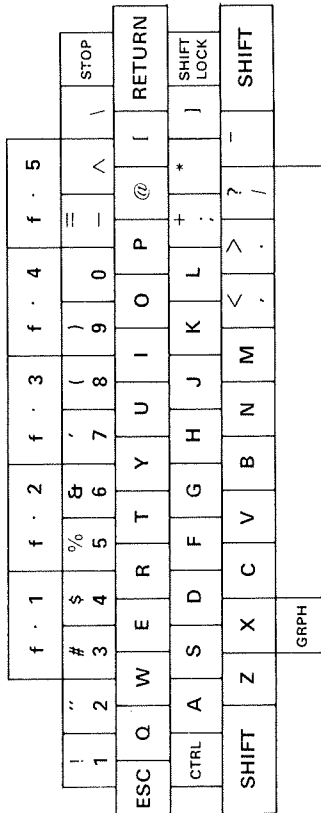 f · 1 f · 2 f · 3 f · 4 f · 5
! " # $ % & ' ( ) =
1 2 3 4 5 6 7 8 9 0 – ^ \ STOP
ESC Q W E R T Y U I O P @ [ RETURN
+ * SHIFT
CTRL A S D F G H J K L ; ] LOCK
< > ? –
SHIFT Z X C V B N M , . / SHIFT
GRPH